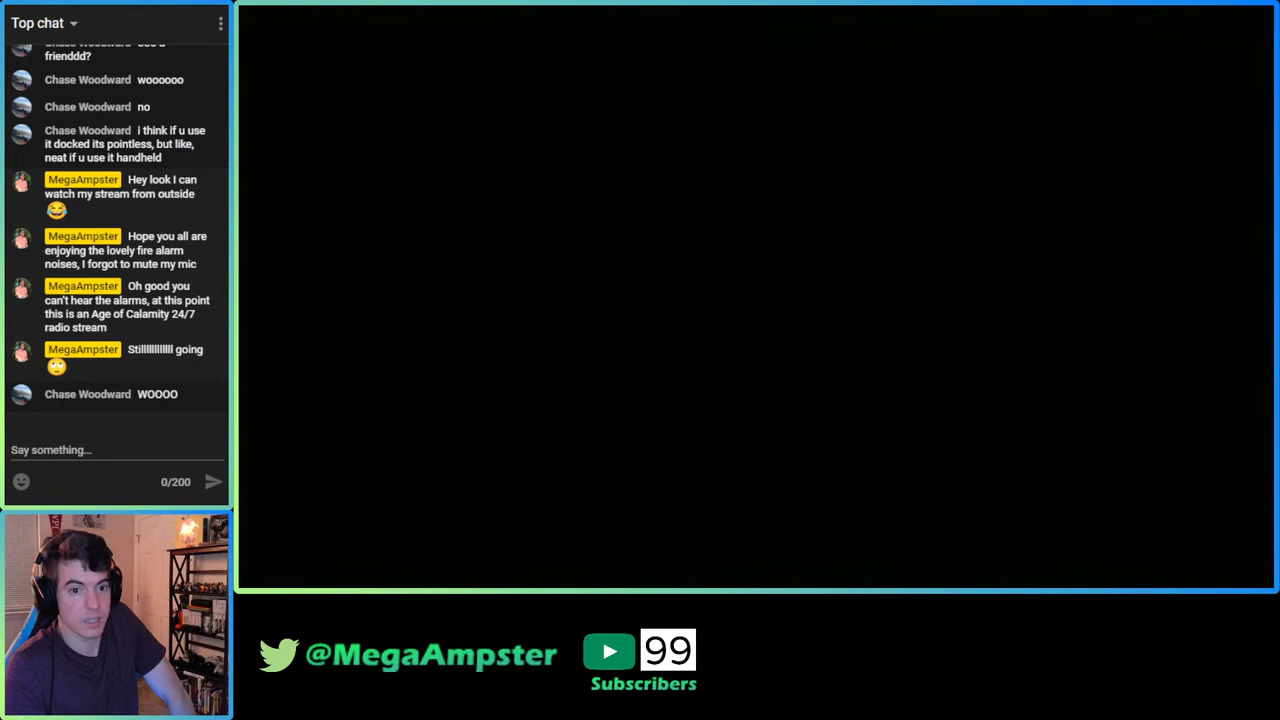 Top chat
frienddd?
Chase Woodward woooooo
Chase Woodward no
Chase Woodward i think if u use
it docked its pointless, but like,
neat if u use it handheld
MegaAmpster Hey look I can
watch my stream from outside
😂
MegaAmpster Hope you all are
enjoying the lovely fire alarm
noises, I forgot to mute my mic
MegaAmpster Oh good you
can't hear the alarms, at this point
this is an Age of Calamity 24/7
radio stream
MegaAmpster Stillllllllllllll going
🙄
Chase Woodward WOOOO
Say something...
0/200
@MegaAmpster
99
Subscribers